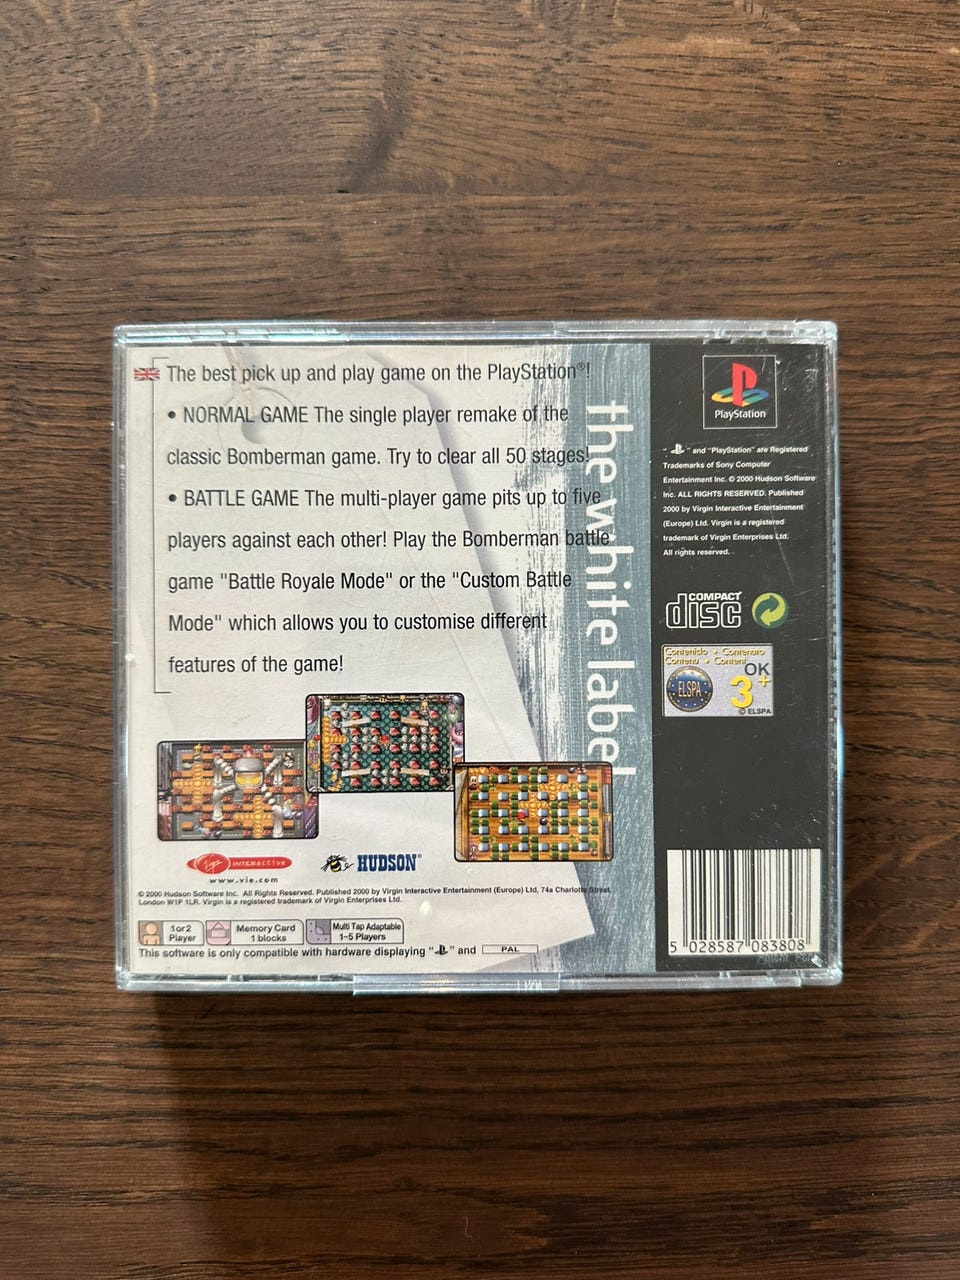 The best pick up and play game on the PlayStation®!
• NORMAL GAME The single player remake of the
classic Bomberman game. Try to clear all 50 stages!
• BATTLE GAME The multi-player game pits up to five
players against each other! Play the Bomberman battle
game "Battle Royale Mode" or the "Custom Battle
Mode" which allows you to customise different
features of the game!
the white label
Virgin INTERACTIVE
www.vie.com
HUDSON®
© 2000 Hudson Software Inc. All Rights Reserved. Published 2000 by Virgin Interactive Entertainment (Europe) Ltd, 74a Charlotte Street,
London W1P 1LR. Virgin is a registered trademark of Virgin Enterprises Ltd.
1 or 2
Player
Memory Card
1 blocks
Multi Tap Adaptable
1–5 Players
This software is only compatible with hardware displaying " " and PAL
PlayStation
" " and "PlayStation" are Registered
Trademarks of Sony Computer
Entertainment Inc. © 2000 Hudson Software
Inc. ALL RIGHTS RESERVED. Published
2000 by Virgin Interactive Entertainment
(Europe) Ltd. Virgin is a registered
trademark of Virgin Enterprises Ltd.
All rights reserved.
COMPACT
disc
Contenido • Contenuto
Contenu • Content
OK
ELSPA
3+
© ELSPA
5 028587 083808